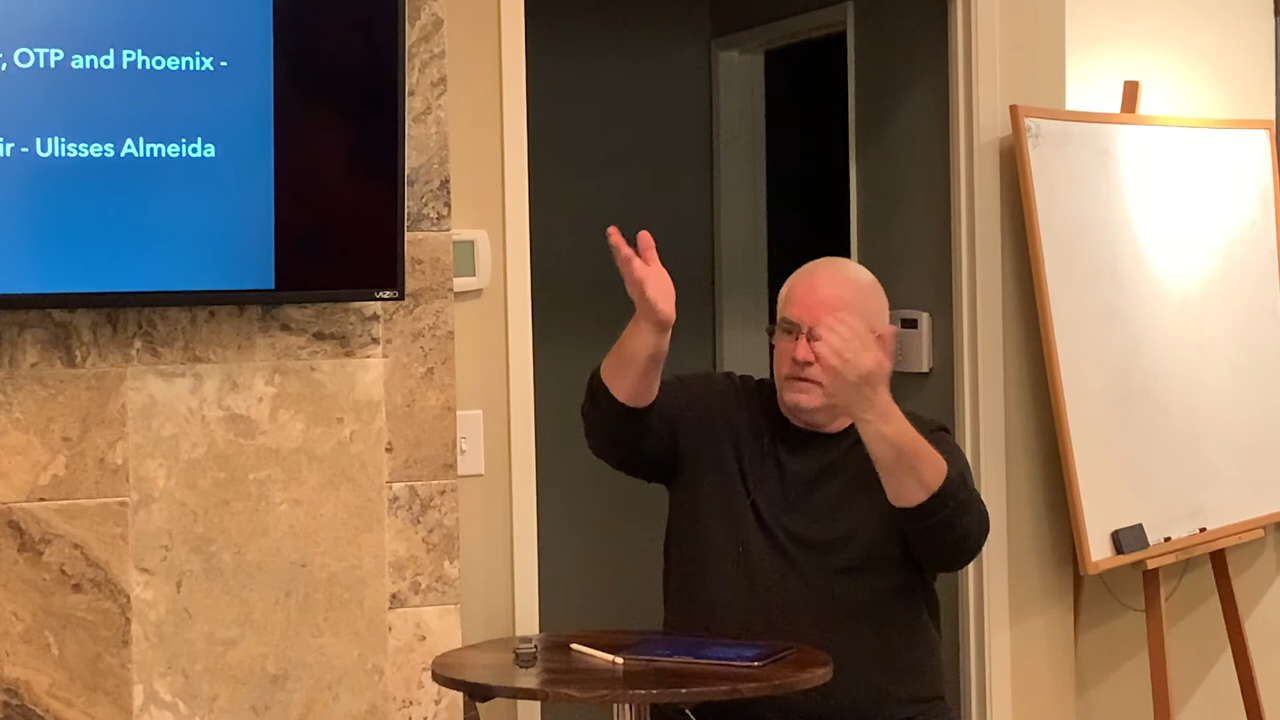 , OTP and Phoenix -
ir - Ulisses Almeida
VIZIO